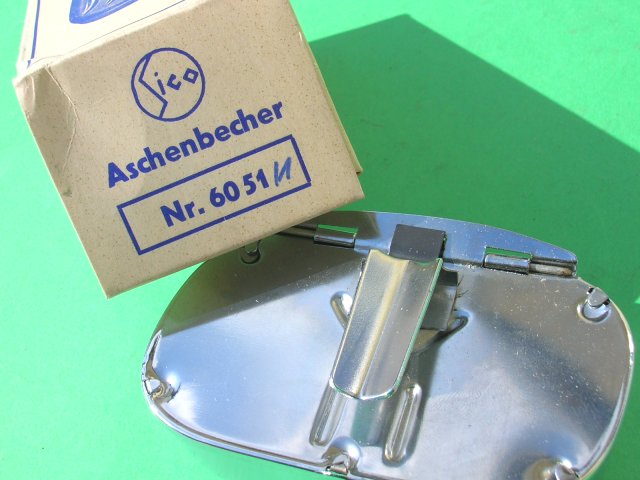 Sico
Aschenbecher
Nr. 60 51 N